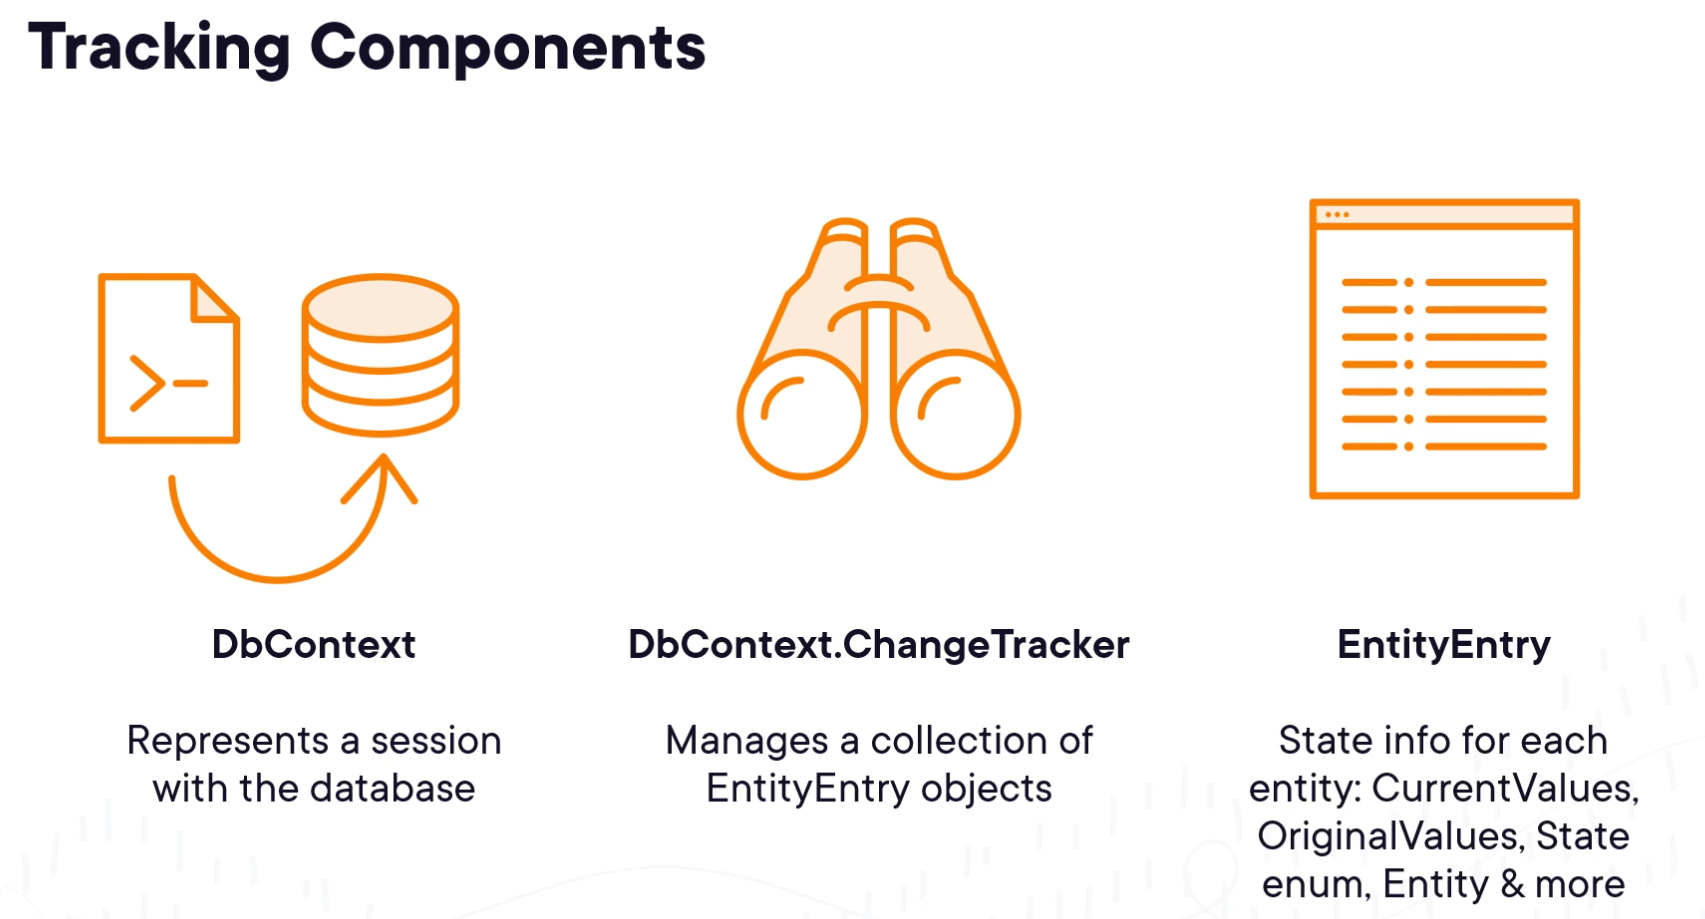 Tracking Components
DbContext
Represents a session
with the database
DbContext.ChangeTracker
Manages a collection of
EntityEntry objects
EntityEntry
State info for each
entity: CurrentValues,
OriginalValues, State
enum, Entity & more